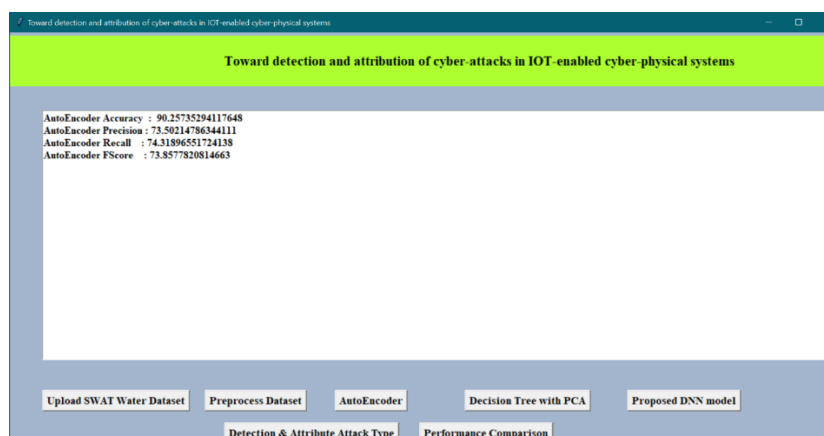 Toward detection and attribution of cyber-attacks in IOT-enabled cyber-physical systems
Toward detection and attribution of cyber-attacks in IOT-enabled cyber-physical systems
AutoEncoder Accuracy : 90.25735294117648
AutoEncoder Precision : 73.50214786344111
AutoEncoder Recall : 74.31896551724138
AutoEncoder FScore : 73.8577820814663
Upload SWAT Water Dataset Preprocess Dataset AutoEncoder Decision Tree with PCA Proposed DNN model
Detection & Attribute Attack Type Performance Comparison